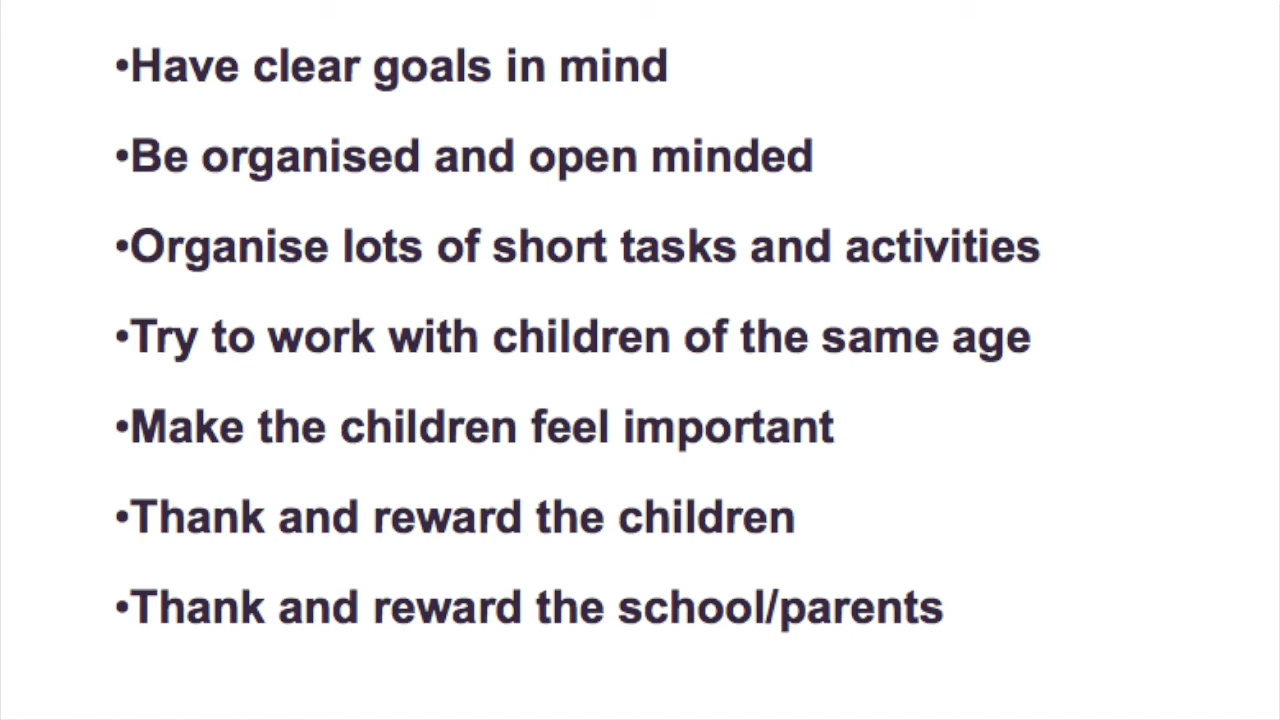 •Have clear goals in mind
•Be organised and open minded
•Organise lots of short tasks and activities
•Try to work with children of the same age
•Make the children feel important
•Thank and reward the children
•Thank and reward the school/parents